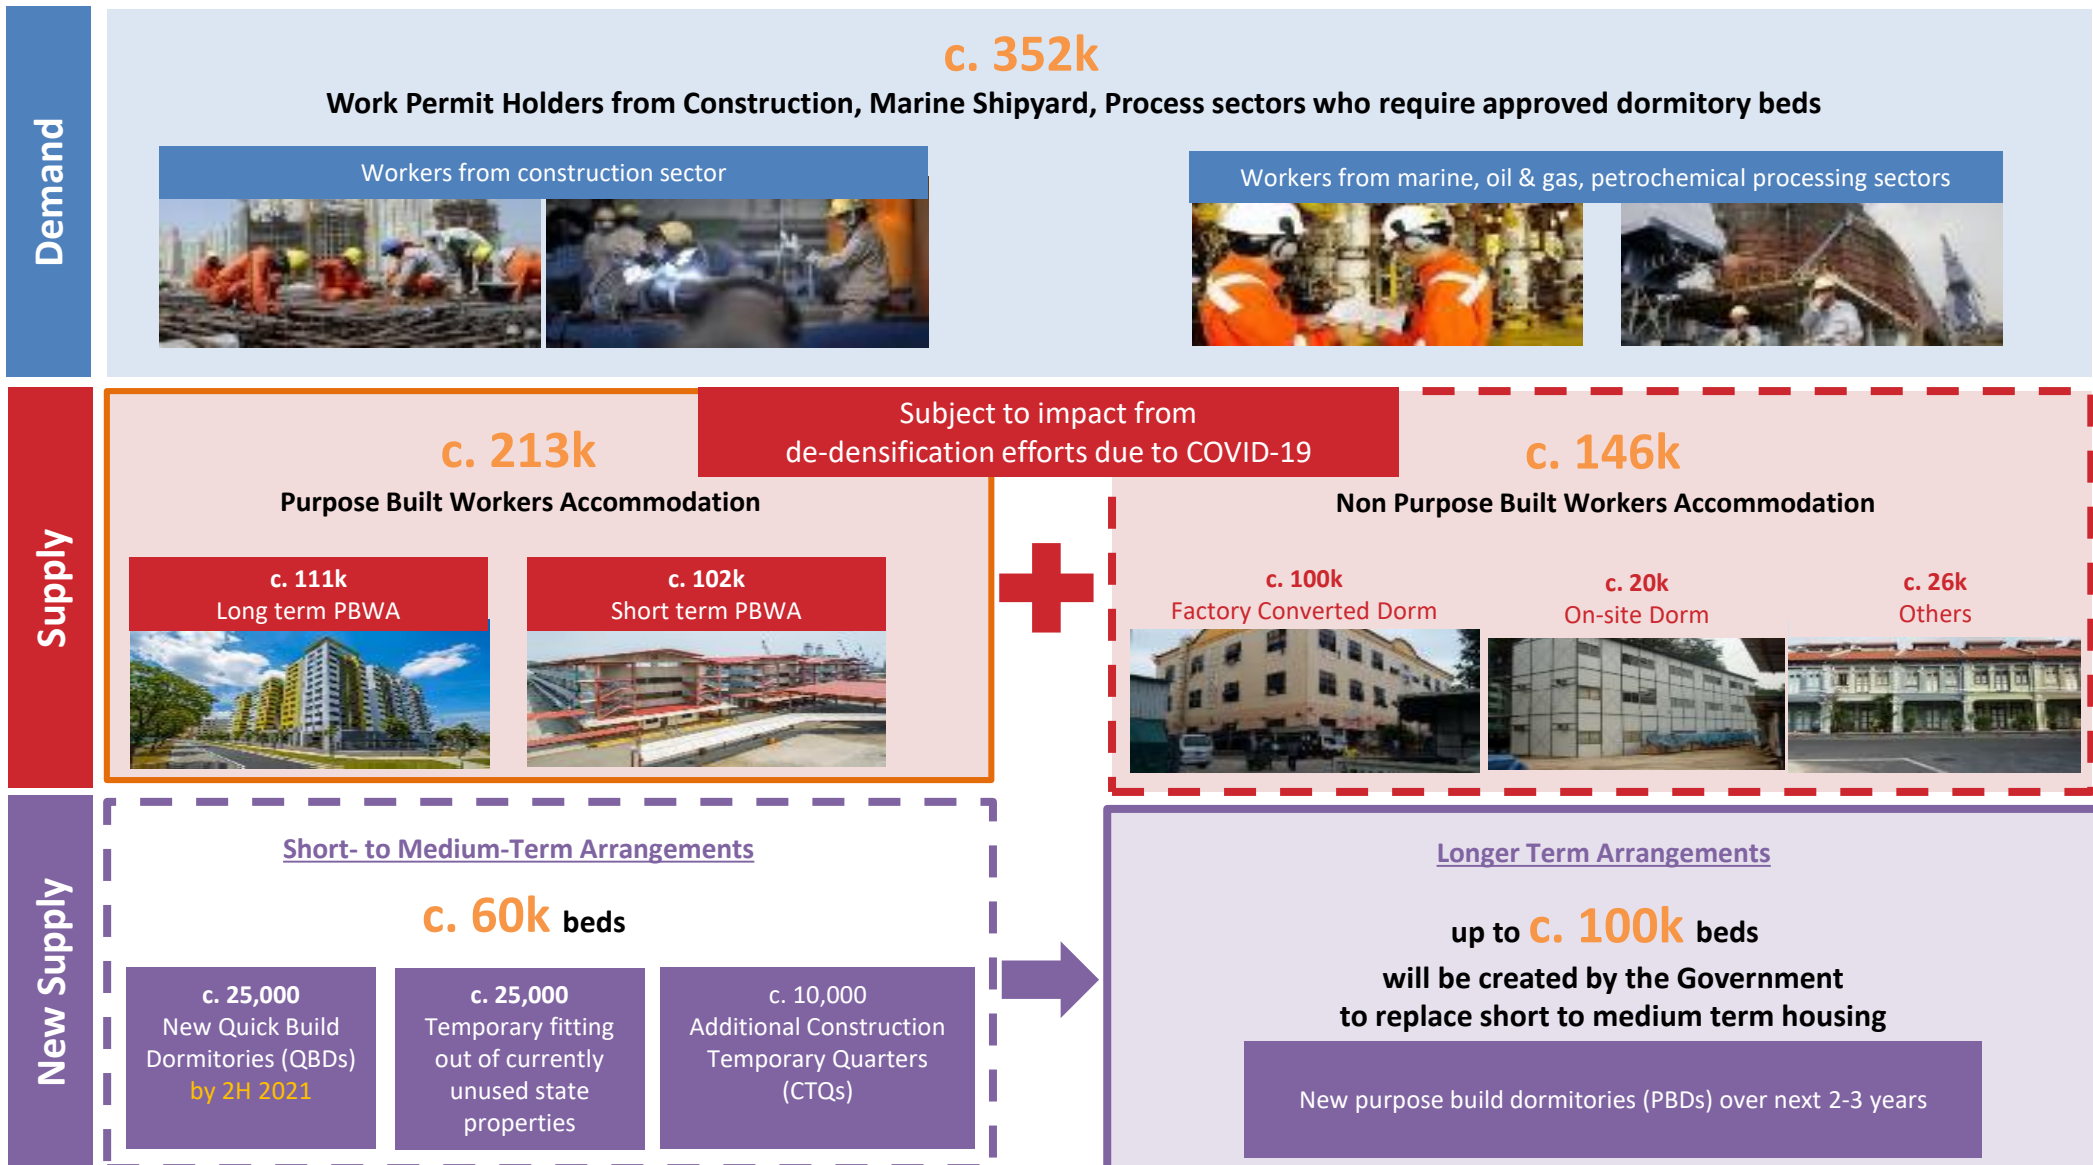 Demand
c. 352k
Work Permit Holders from Construction, Marine Shipyard, Process sectors who require approved dormitory beds
Workers from construction sector
Workers from marine, oil & gas, petrochemical processing sectors
Supply
Subject to impact from
de-densification efforts due to COVID-19
c. 213k
Purpose Built Workers Accommodation
c. 111k
Long term PBWA
c. 102k
Short term PBWA
c. 146k
Non Purpose Built Workers Accommodation
c. 100k
Factory Converted Dorm
c. 20k
On-site Dorm
c. 26k
Others
New Supply
Short- to Medium-Term Arrangements
c. 60k beds
c. 25,000
New Quick Build
Dormitories (QBDs)
by 2H 2021
c. 25,000
Temporary fitting
out of currently
unused state
properties
c. 10,000
Additional Construction
Temporary Quarters
(CTQs)
Longer Term Arrangements
up to c. 100k beds
will be created by the Government
to replace short to medium term housing
New purpose build dormitories (PBDs) over next 2-3 years